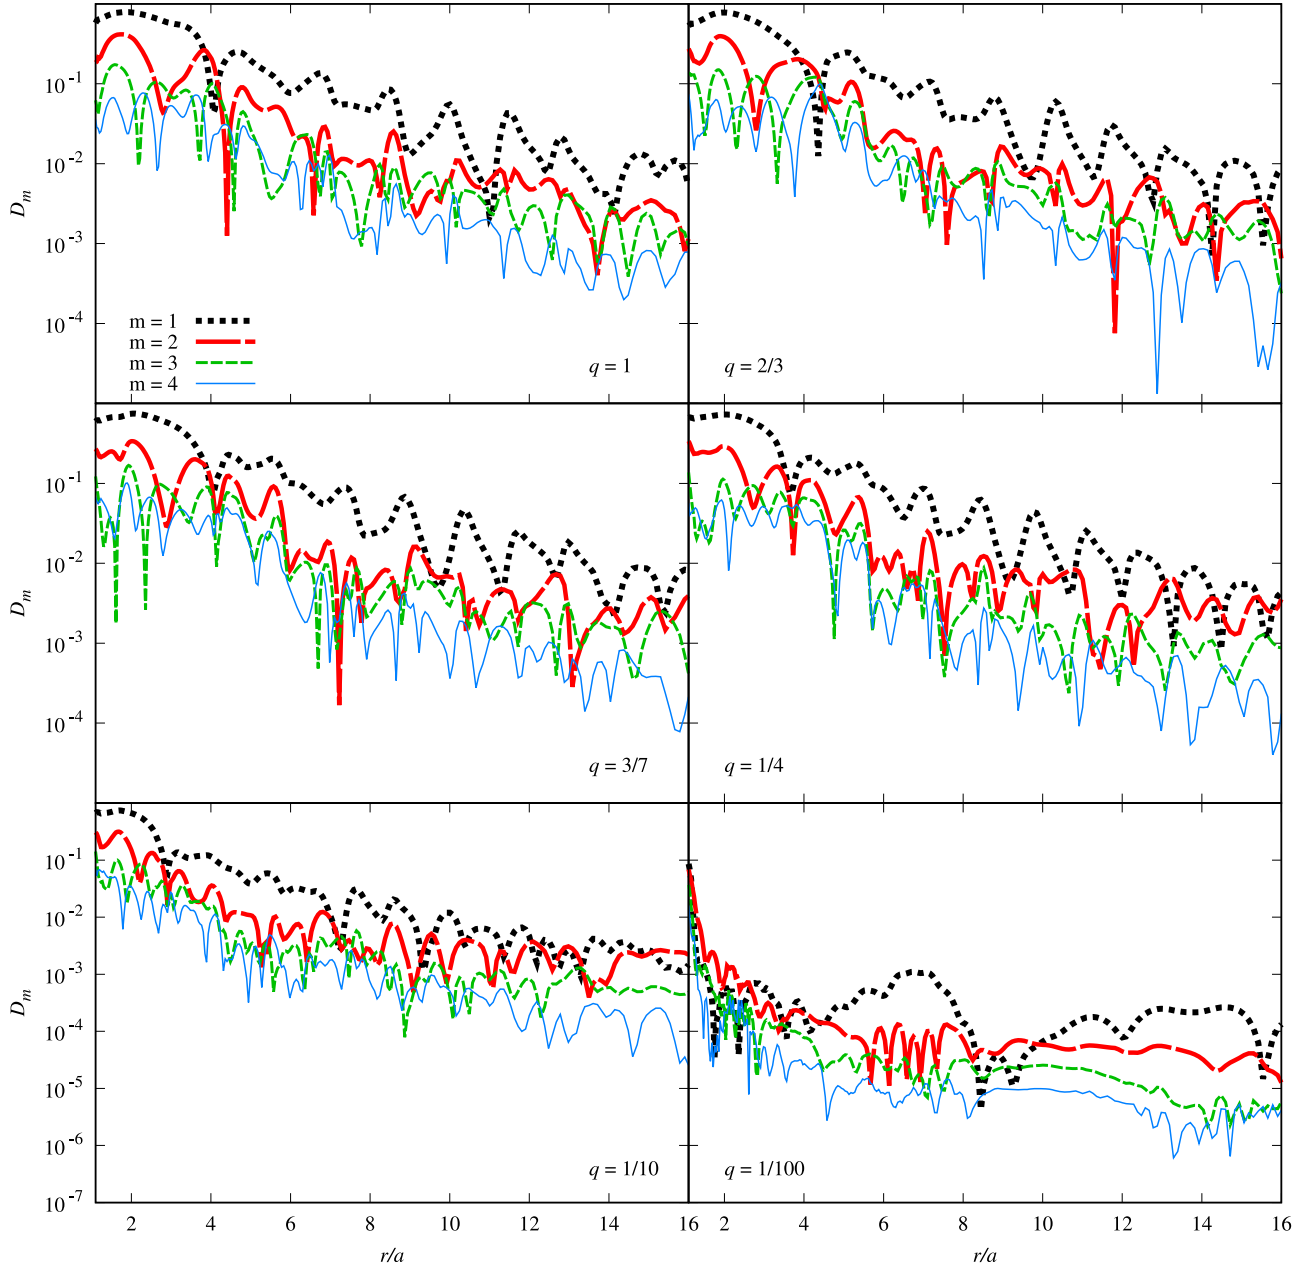 D_m
10^-1
10^-2
10^-3
10^-4
m = 1
m = 2
m = 3
m = 4
q = 1
q = 2/3
D_m
10^-1
10^-2
10^-3
10^-4
q = 3/7
q = 1/4
D_m
10^-1
10^-2
10^-3
10^-4
10^-5
10^-6
10^-7
q = 1/10
q = 1/100
2 4 6 8 10 12 14 16 2 4 6 8 10 12 14 16
r/a r/a